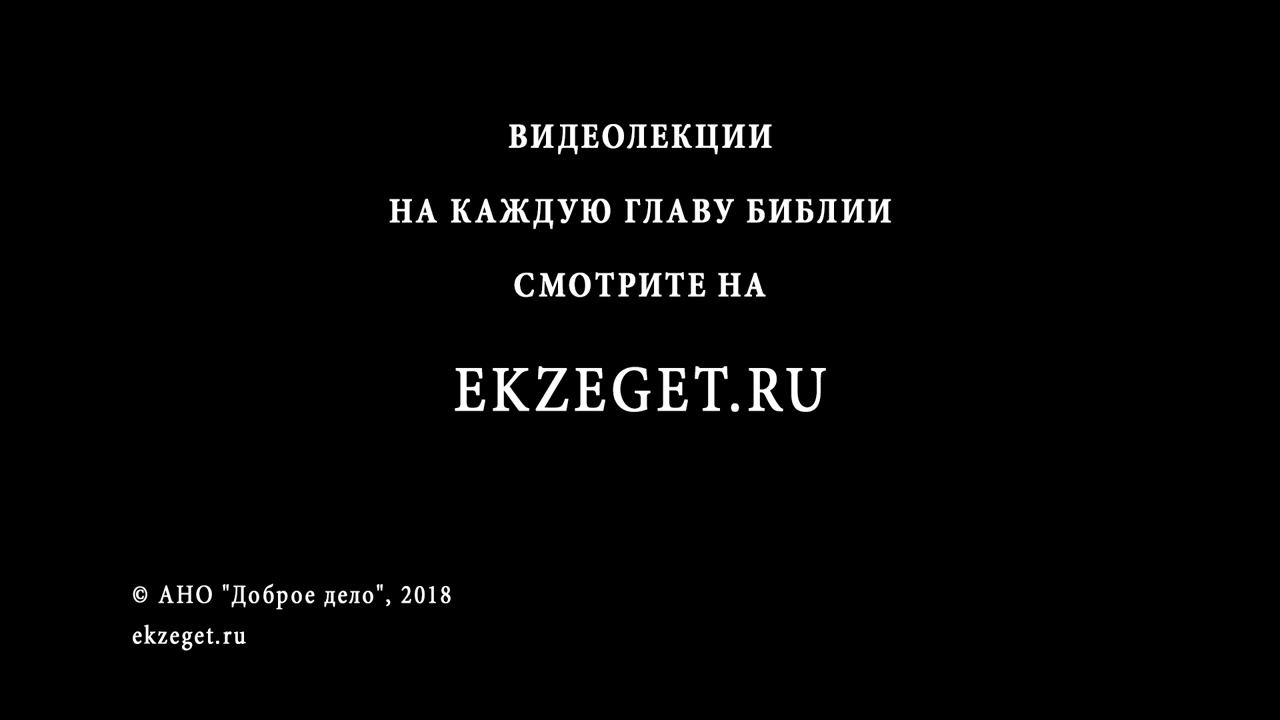 ВИДЕОЛЕКЦИИ
НА КАЖДУЮ ГЛАВУ БИБЛИИ
СМОТРИТЕ НА
EKZEGET.RU
© АНО "Доброе дело", 2018
ekzeget.ru